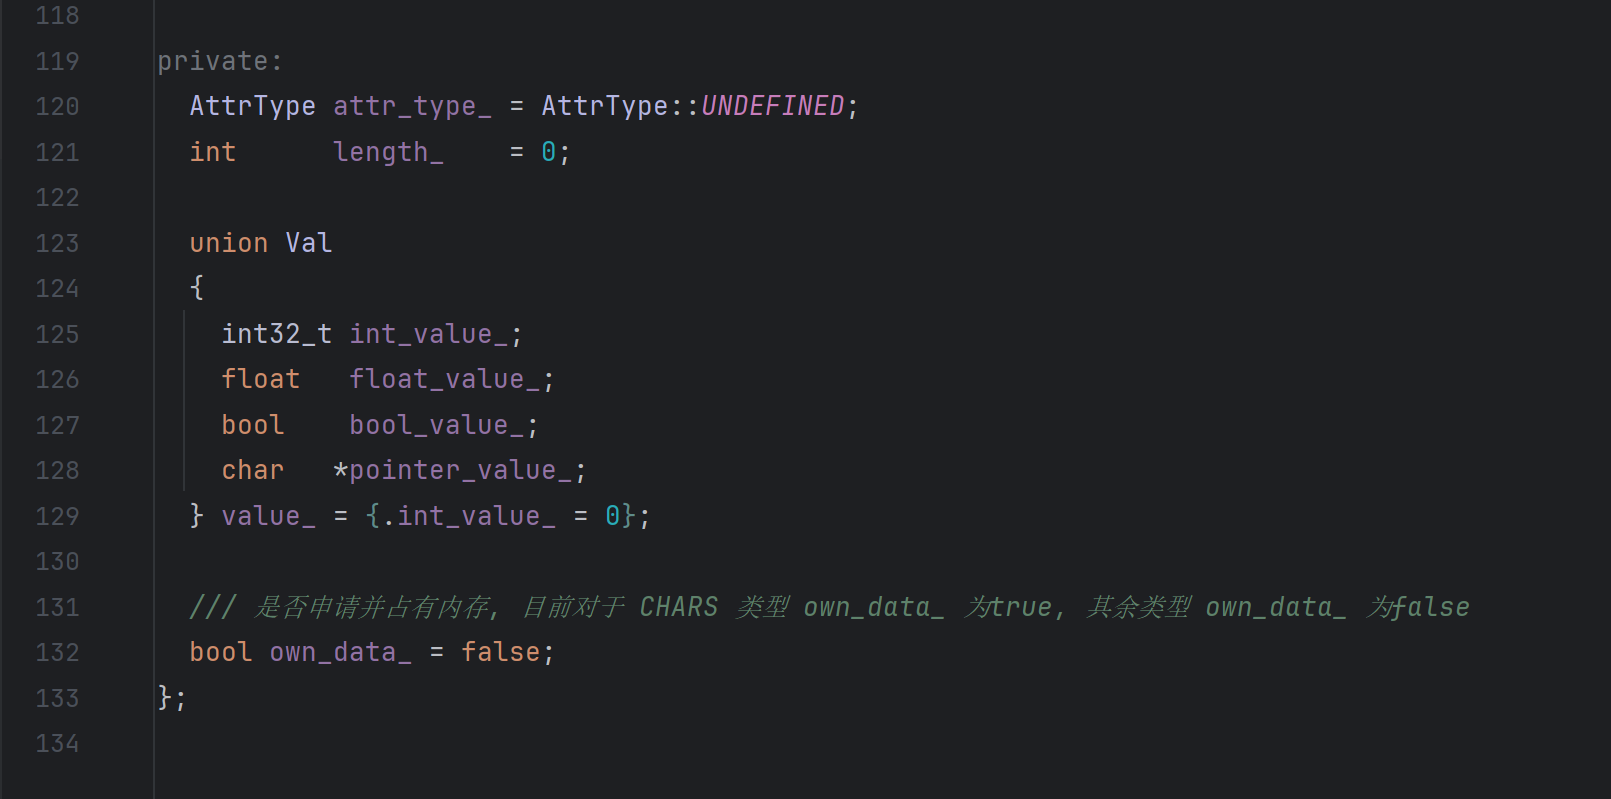 118
119 private:
120 AttrType attr_type_ = AttrType::UNDEFINED;
121 int length_ = 0;
122
123 union Val
124 {
125 int32_t int_value_;
126 float float_value_;
127 bool bool_value_;
128 char *pointer_value_;
129 } value_ = {.int_value_ = 0};
130
131 /// 是否申请并占有内存, 目前对于 CHARS 类型 own_data_ 为true, 其余类型 own_data_ 为false
132 bool own_data_ = false;
133 };
134